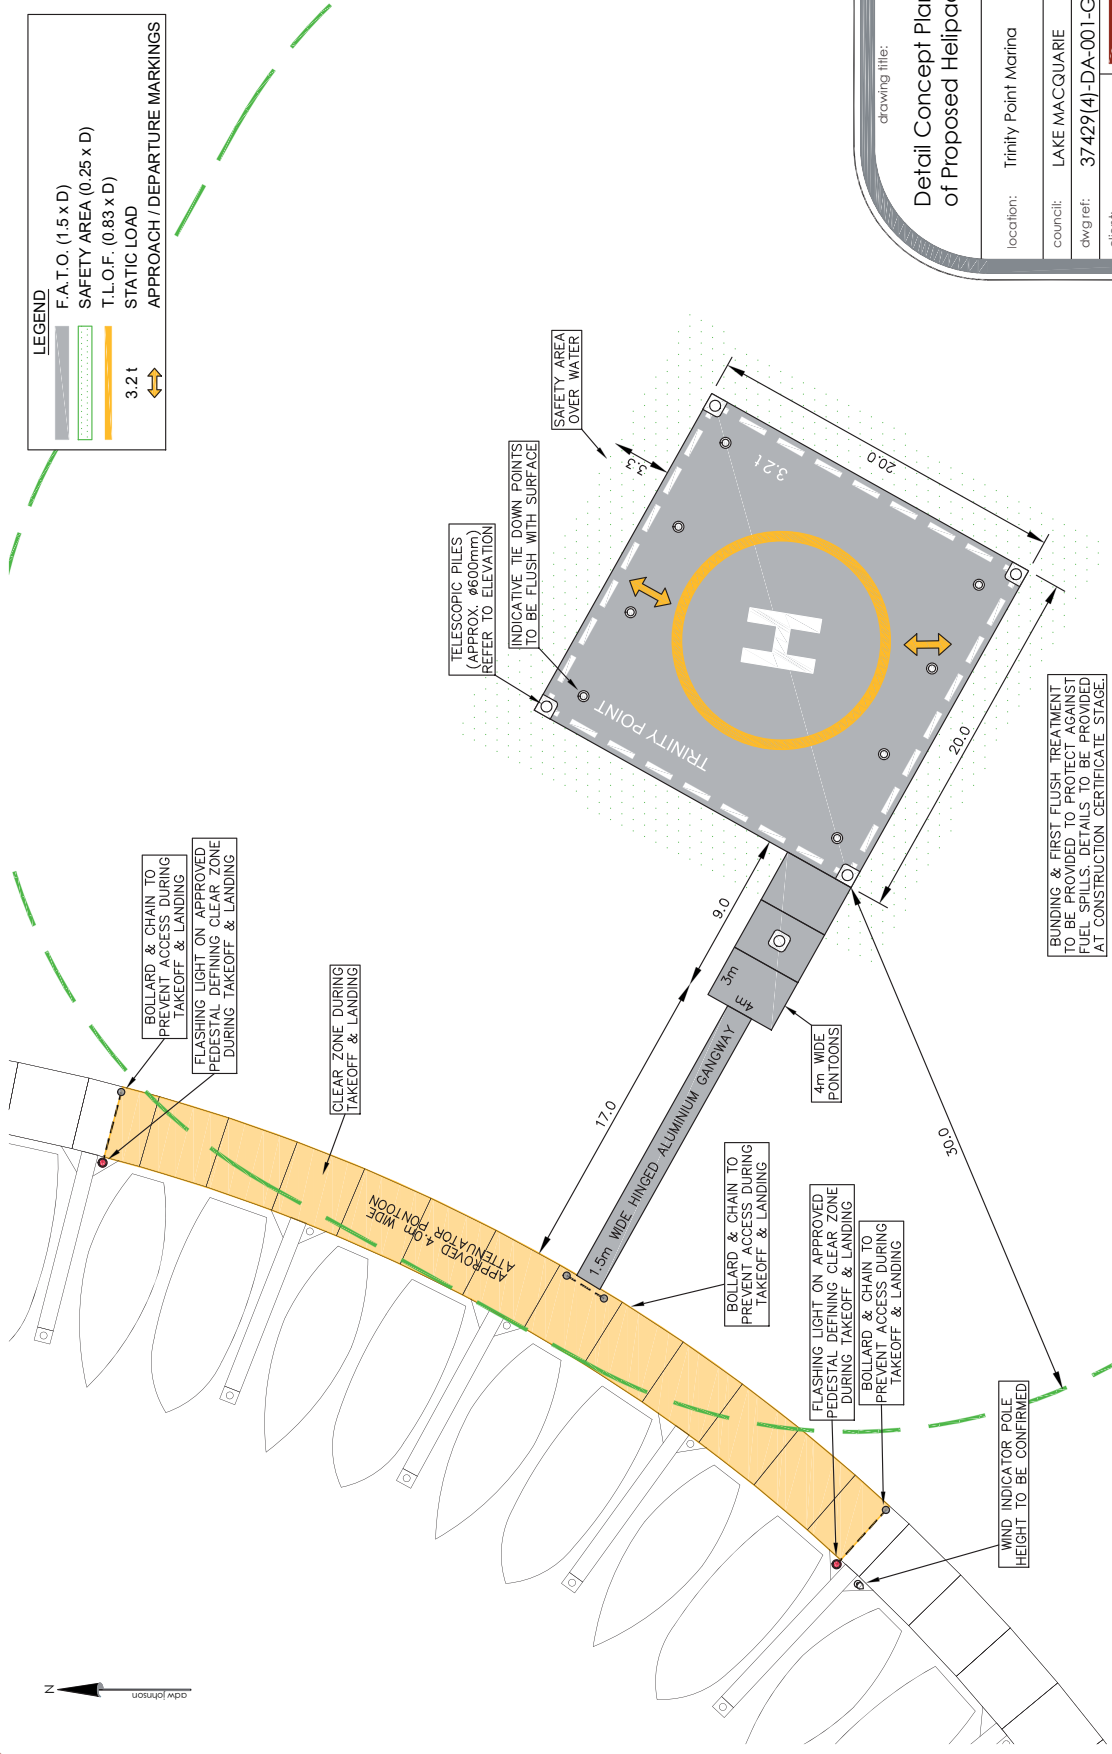 LEGEND
F.A.T.O. (1.5 x D)
SAFETY AREA (0.25 x D)
T.L.O.F. (0.83 x D)
3.2 t STATIC LOAD
APPROACH / DEPARTURE MARKINGS
drawing title:
Detail Concept Plan
of Proposed Helipad
location: Trinity Point Marina
council: LAKE MACQUARIE
dwg ref: 37429(4)-DA-001-G
SAFETY AREA
OVER WATER
INDICATIVE TIE DOWN POINTS
TO BE FLUSH WITH SURFACE
TELESCOPIC PILES
(APPROX. ø600mm)
REFER TO ELEVATION
3.3
3.2 t
20.0
20.0
H
TRINITY POINT
BUNDING & FIRST FLUSH TREATMENT
TO BE PROVIDED TO PROTECT AGAINST
FUEL SPILLS. DETAILS TO BE PROVIDED
AT CONSTRUCTION CERTIFICATE STAGE.
BOLLARD & CHAIN TO
PREVENT ACCESS DURING
TAKEOFF & LANDING
FLASHING LIGHT ON APPROVED
PEDESTAL DEFINING CLEAR ZONE
DURING TAKEOFF & LANDING
CLEAR ZONE DURING
TAKEOFF & LANDING
9.0
3m
4m
4m WIDE
PONTOONS
17.0
1.5m WIDE HINGED ALUMINIUM GANGWAY
30.0
APPROVED 4.0m WIDE
ATTENUATOR PONTOON
BOLLARD & CHAIN TO
PREVENT ACCESS DURING
TAKEOFF & LANDING
FLASHING LIGHT ON APPROVED
PEDESTAL DEFINING CLEAR ZONE
DURING TAKEOFF & LANDING
BOLLARD & CHAIN TO
PREVENT ACCESS DURING
TAKEOFF & LANDING
WIND INDICATOR POLE
HEIGHT TO BE CONFIRMED
N
adw johnson